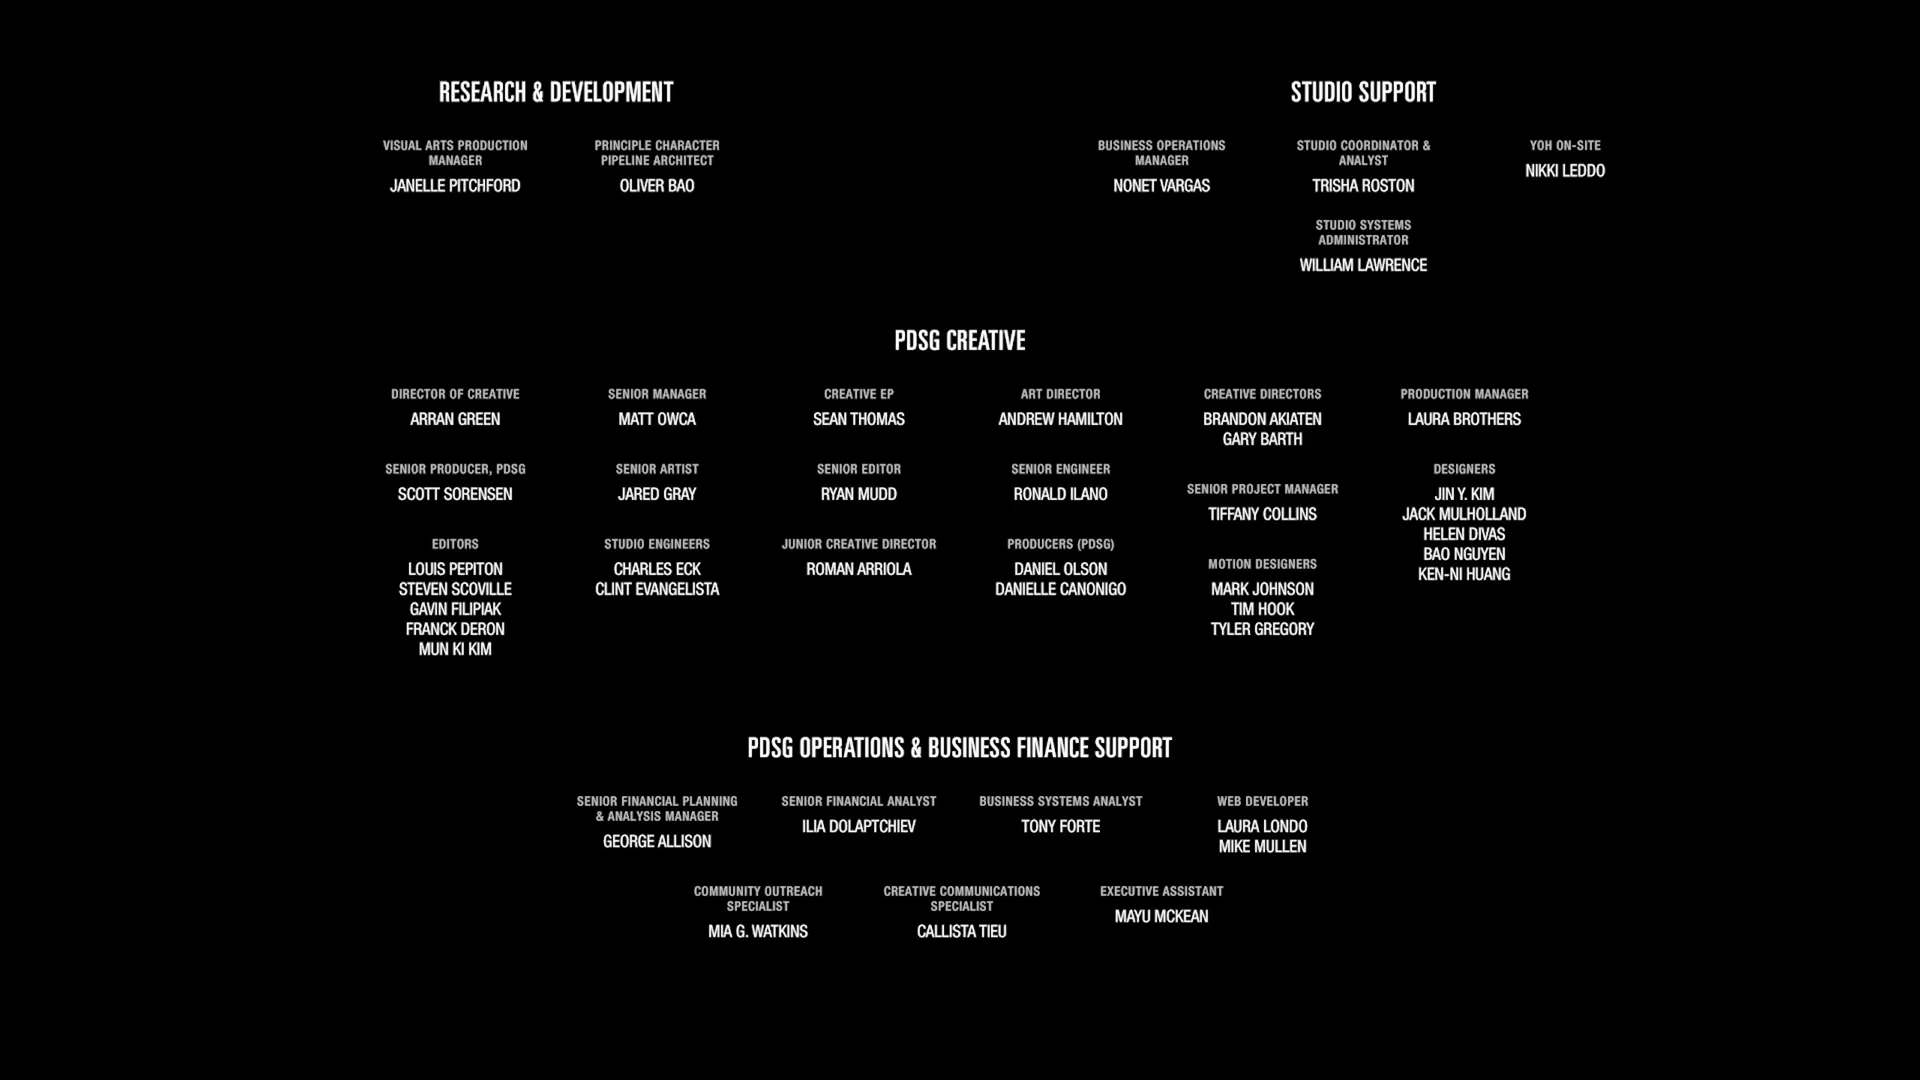 RESEARCH & DEVELOPMENT
VISUAL ARTS PRODUCTION
MANAGER
JANELLE PITCHFORD
PRINCIPLE CHARACTER
PIPELINE ARCHITECT
OLIVER BAO
STUDIO SUPPORT
BUSINESS OPERATIONS
MANAGER
NONET VARGAS
STUDIO COORDINATOR &
ANALYST
TRISHA ROSTON
YOH ON-SITE
NIKKI LEDDO
STUDIO SYSTEMS
ADMINISTRATOR
WILLIAM LAWRENCE
PDSG CREATIVE
DIRECTOR OF CREATIVE
ARRAN GREEN
SENIOR MANAGER
MATT OWCA
CREATIVE EP
SEAN THOMAS
ART DIRECTOR
ANDREW HAMILTON
CREATIVE DIRECTORS
BRANDON AKIATEN
GARY BARTH
PRODUCTION MANAGER
LAURA BROTHERS
SENIOR PRODUCER, PDSG
SCOTT SORENSEN
SENIOR ARTIST
JARED GRAY
SENIOR EDITOR
RYAN MUDD
SENIOR ENGINEER
RONALD ILANO
SENIOR PROJECT MANAGER
TIFFANY COLLINS
DESIGNERS
JIN Y. KIM
JACK MULHOLLAND
HELEN DIVAS
BAO NGUYEN
KEN-NI HUANG
EDITORS
LOUIS PEPITON
STEVEN SCOVILLE
GAVIN FILIPIAK
FRANCK DERON
MUN KI KIM
STUDIO ENGINEERS
CHARLES ECK
CLINT EVANGELISTA
JUNIOR CREATIVE DIRECTOR
ROMAN ARRIOLA
PRODUCERS (PDSG)
DANIEL OLSON
DANIELLE CANONIGO
MOTION DESIGNERS
MARK JOHNSON
TIM HOOK
TYLER GREGORY
PDSG OPERATIONS & BUSINESS FINANCE SUPPORT
SENIOR FINANCIAL PLANNING
& ANALYSIS MANAGER
GEORGE ALLISON
SENIOR FINANCIAL ANALYST
ILIA DOLAPTCHIEV
BUSINESS SYSTEMS ANALYST
TONY FORTE
WEB DEVELOPER
LAURA LONDO
MIKE MULLEN
COMMUNITY OUTREACH
SPECIALIST
MIA G. WATKINS
CREATIVE COMMUNICATIONS
SPECIALIST
CALLISTA TIEU
EXECUTIVE ASSISTANT
MAYU MCKEAN